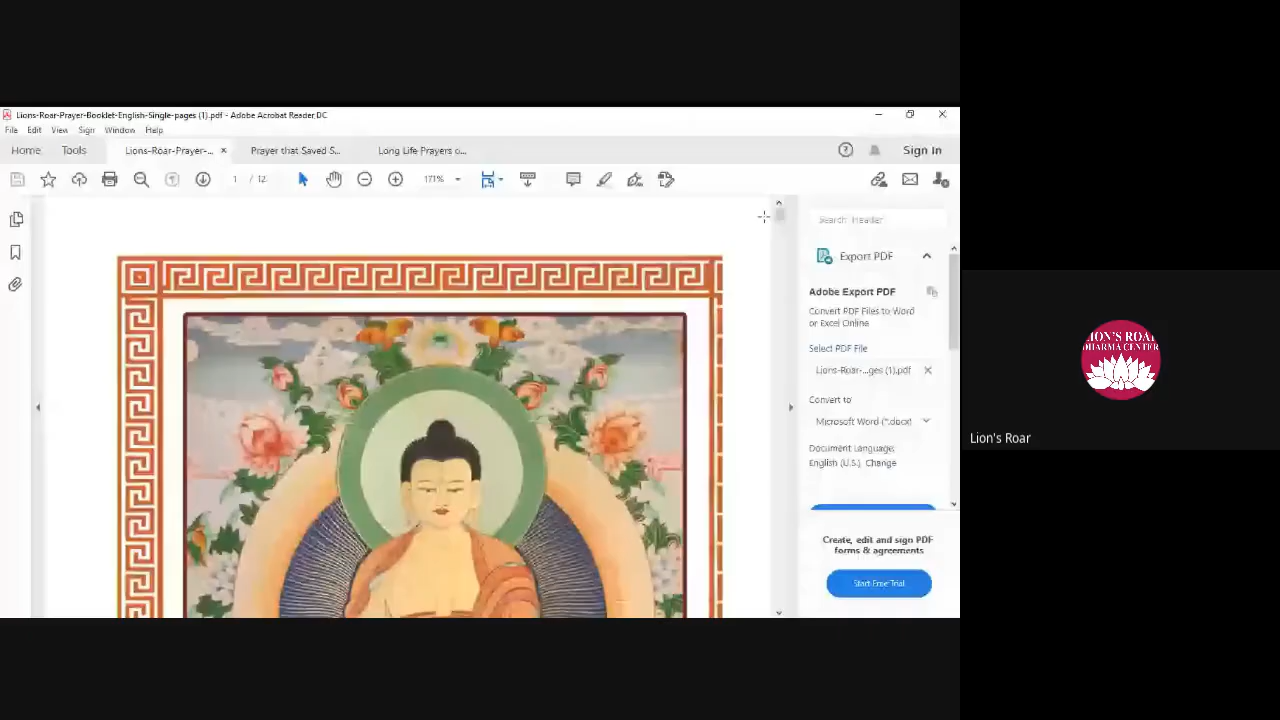 Lions-Roar-Prayer-Booklet-English-Single-pages (1).pdf - Adobe Acrobat Reader DC
File Edit View Sign Window Help
Home Tools Lions-Roar-Prayer-... × Prayer that Saved S... Long Life Prayers o... Sign In
1 / 12 171%
Export PDF
Adobe Export PDF
Convert PDF Files to Word
or Excel Online
Select PDF File
Lions-Roar-...ges (1).pdf ×
Convert to
Microsoft Word (*.docx)
Document Language:
English (U.S.) Change
Create, edit and sign PDF
forms & agreements
Start Free Trial
LION'S ROAR
DHARMA CENTER
Lion's Roar